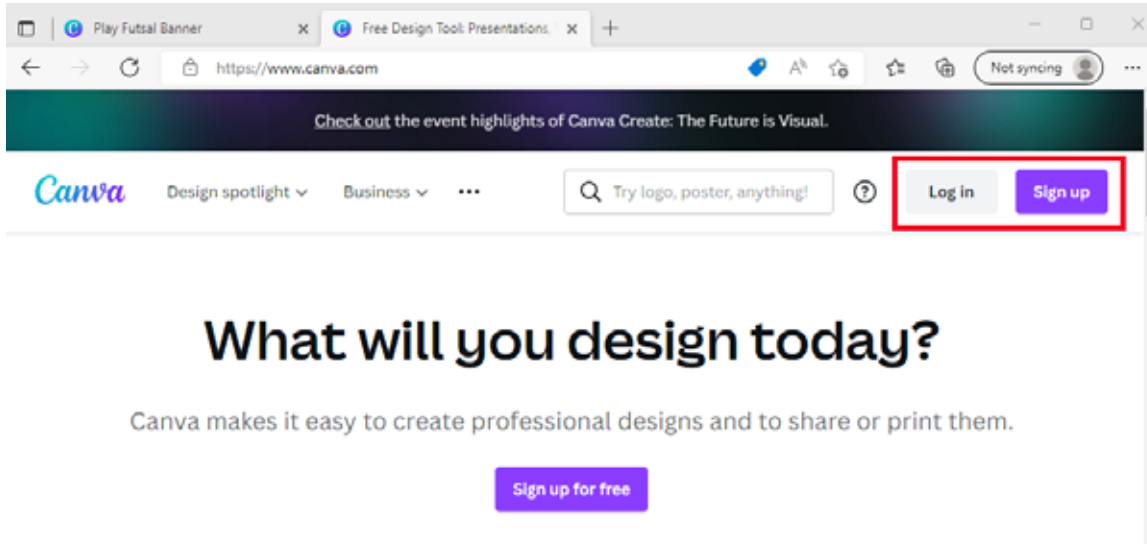 Play Futsal Banner
Free Design Tool: Presentations,
https://www.canva.com
Not syncing
Check out the event highlights of Canva Create: The Future is Visual.
Canva Design spotlight Business Try logo, poster, anything! Log in Sign up
What will you design today?
Canva makes it easy to create professional designs and to share or print them.
Sign up for free